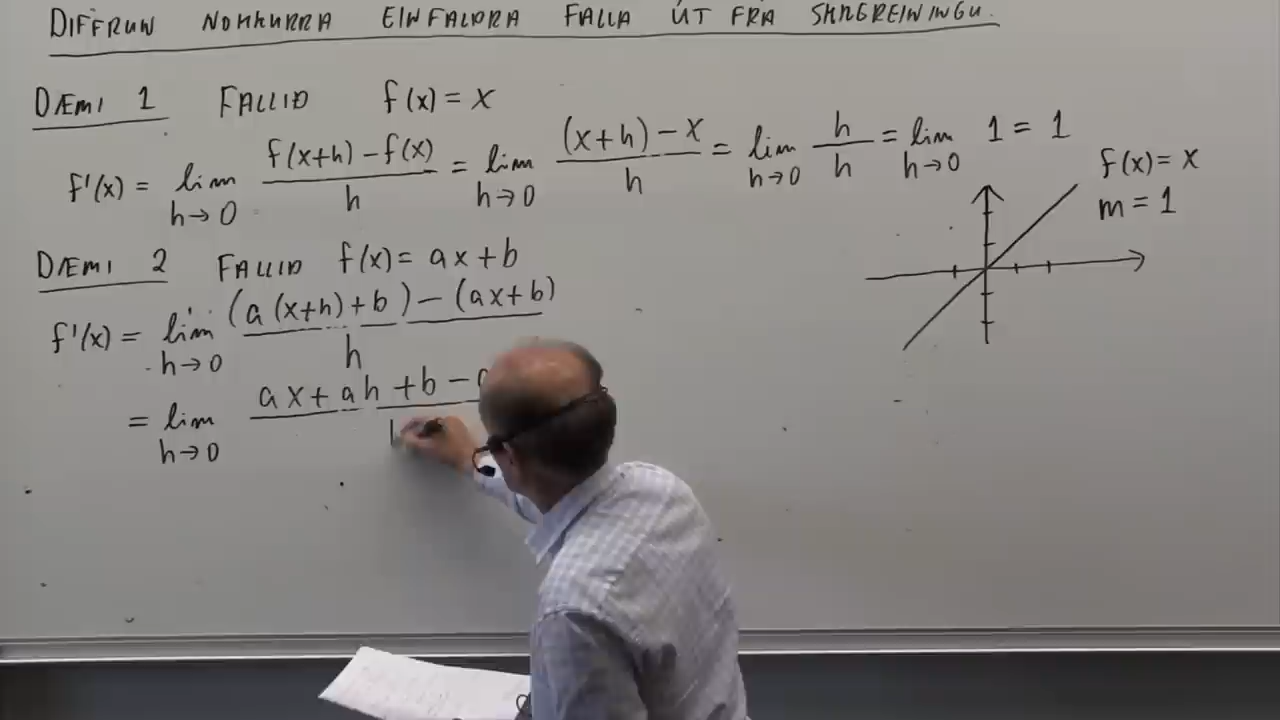 DIFFRUN NOKKURRA EINFALDRA FALLA ÚT FRÁ SKILGREININGU.
DÆMI 1 FALLIÐ f(x) = x
f'(x) = lim h→0 (f(x+h) - f(x))/h = lim h→0 ((x+h) - x)/h = lim h→0 h/h = lim h→0 1 = 1
f(x) = x
m = 1
DÆMI 2 FALLIÐ f(x) = ax+b
f'(x) = lim h→0 ((a(x+h)+b) - (ax+b))/h
= lim h→0 ax+ah+b-